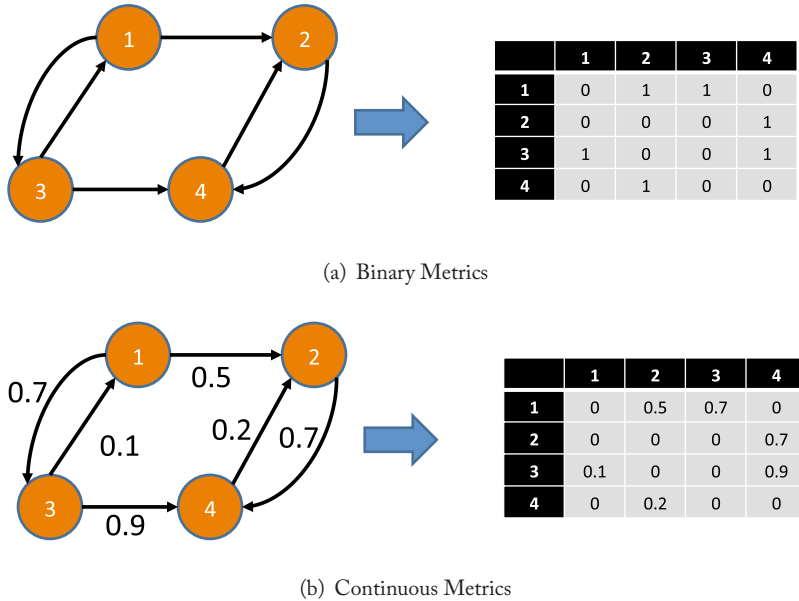 1 2
3 4
1 2 3 4
1 0 1 1 0
2 0 0 0 1
3 1 0 0 1
4 0 1 0 0
(a) Binary Metrics
1 2
0.5
0.7
0.1
0.2
0.7
3 4
0.9
1 2 3 4
1 0 0.5 0.7 0
2 0 0 0 0.7
3 0.1 0 0 0.9
4 0 0.2 0 0
(b) Continuous Metrics